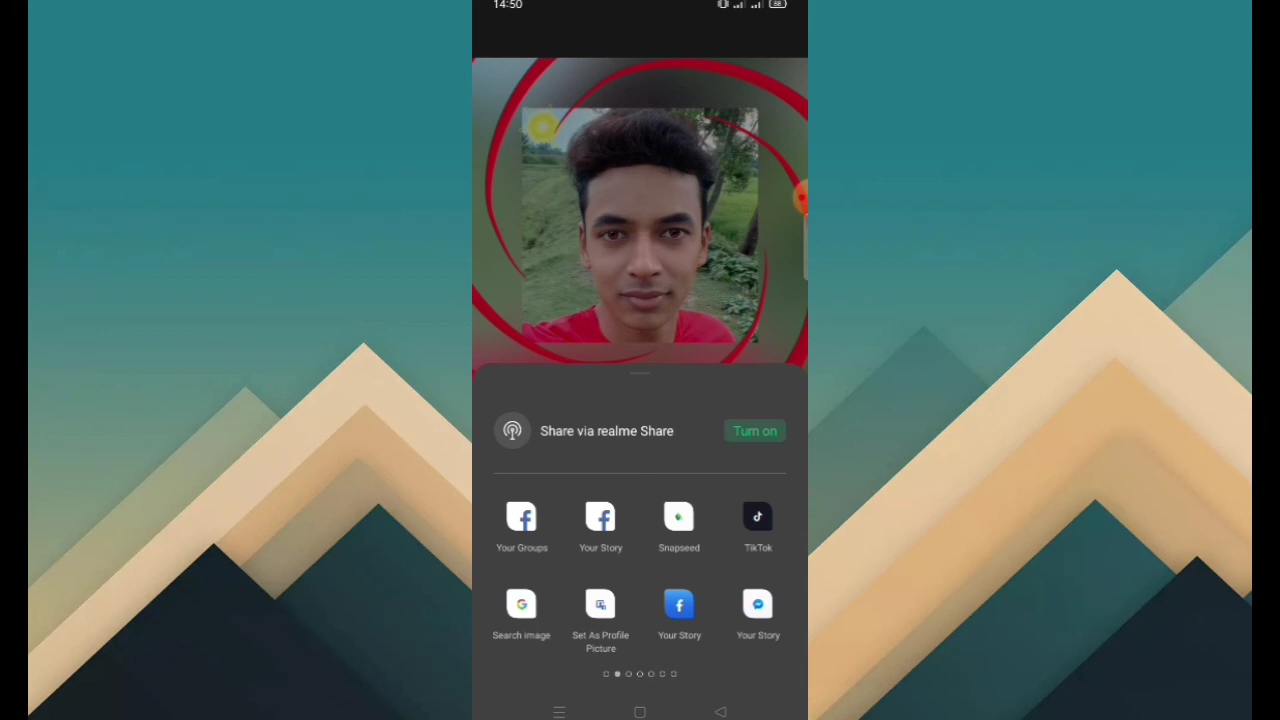 14:50
68
Share via realme Share
Turn on
Your Groups
Your Story
Snapseed
TikTok
Search image
Set As Profile
Picture
Your Story
Your Story